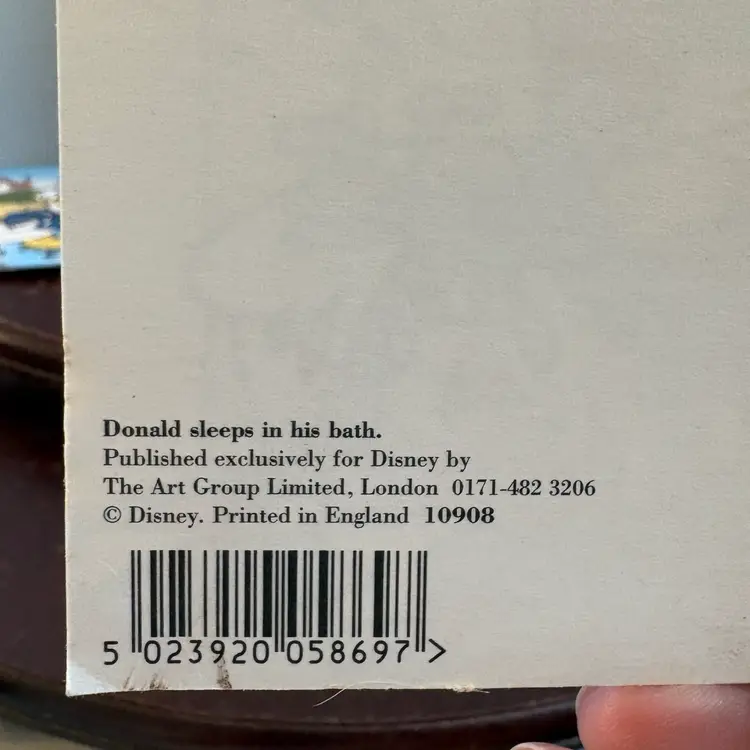 Donald sleeps in his bath.
Published exclusively for Disney by
The Art Group Limited, London 0171-482 3206
© Disney. Printed in England 10908
5 023920 058697 >